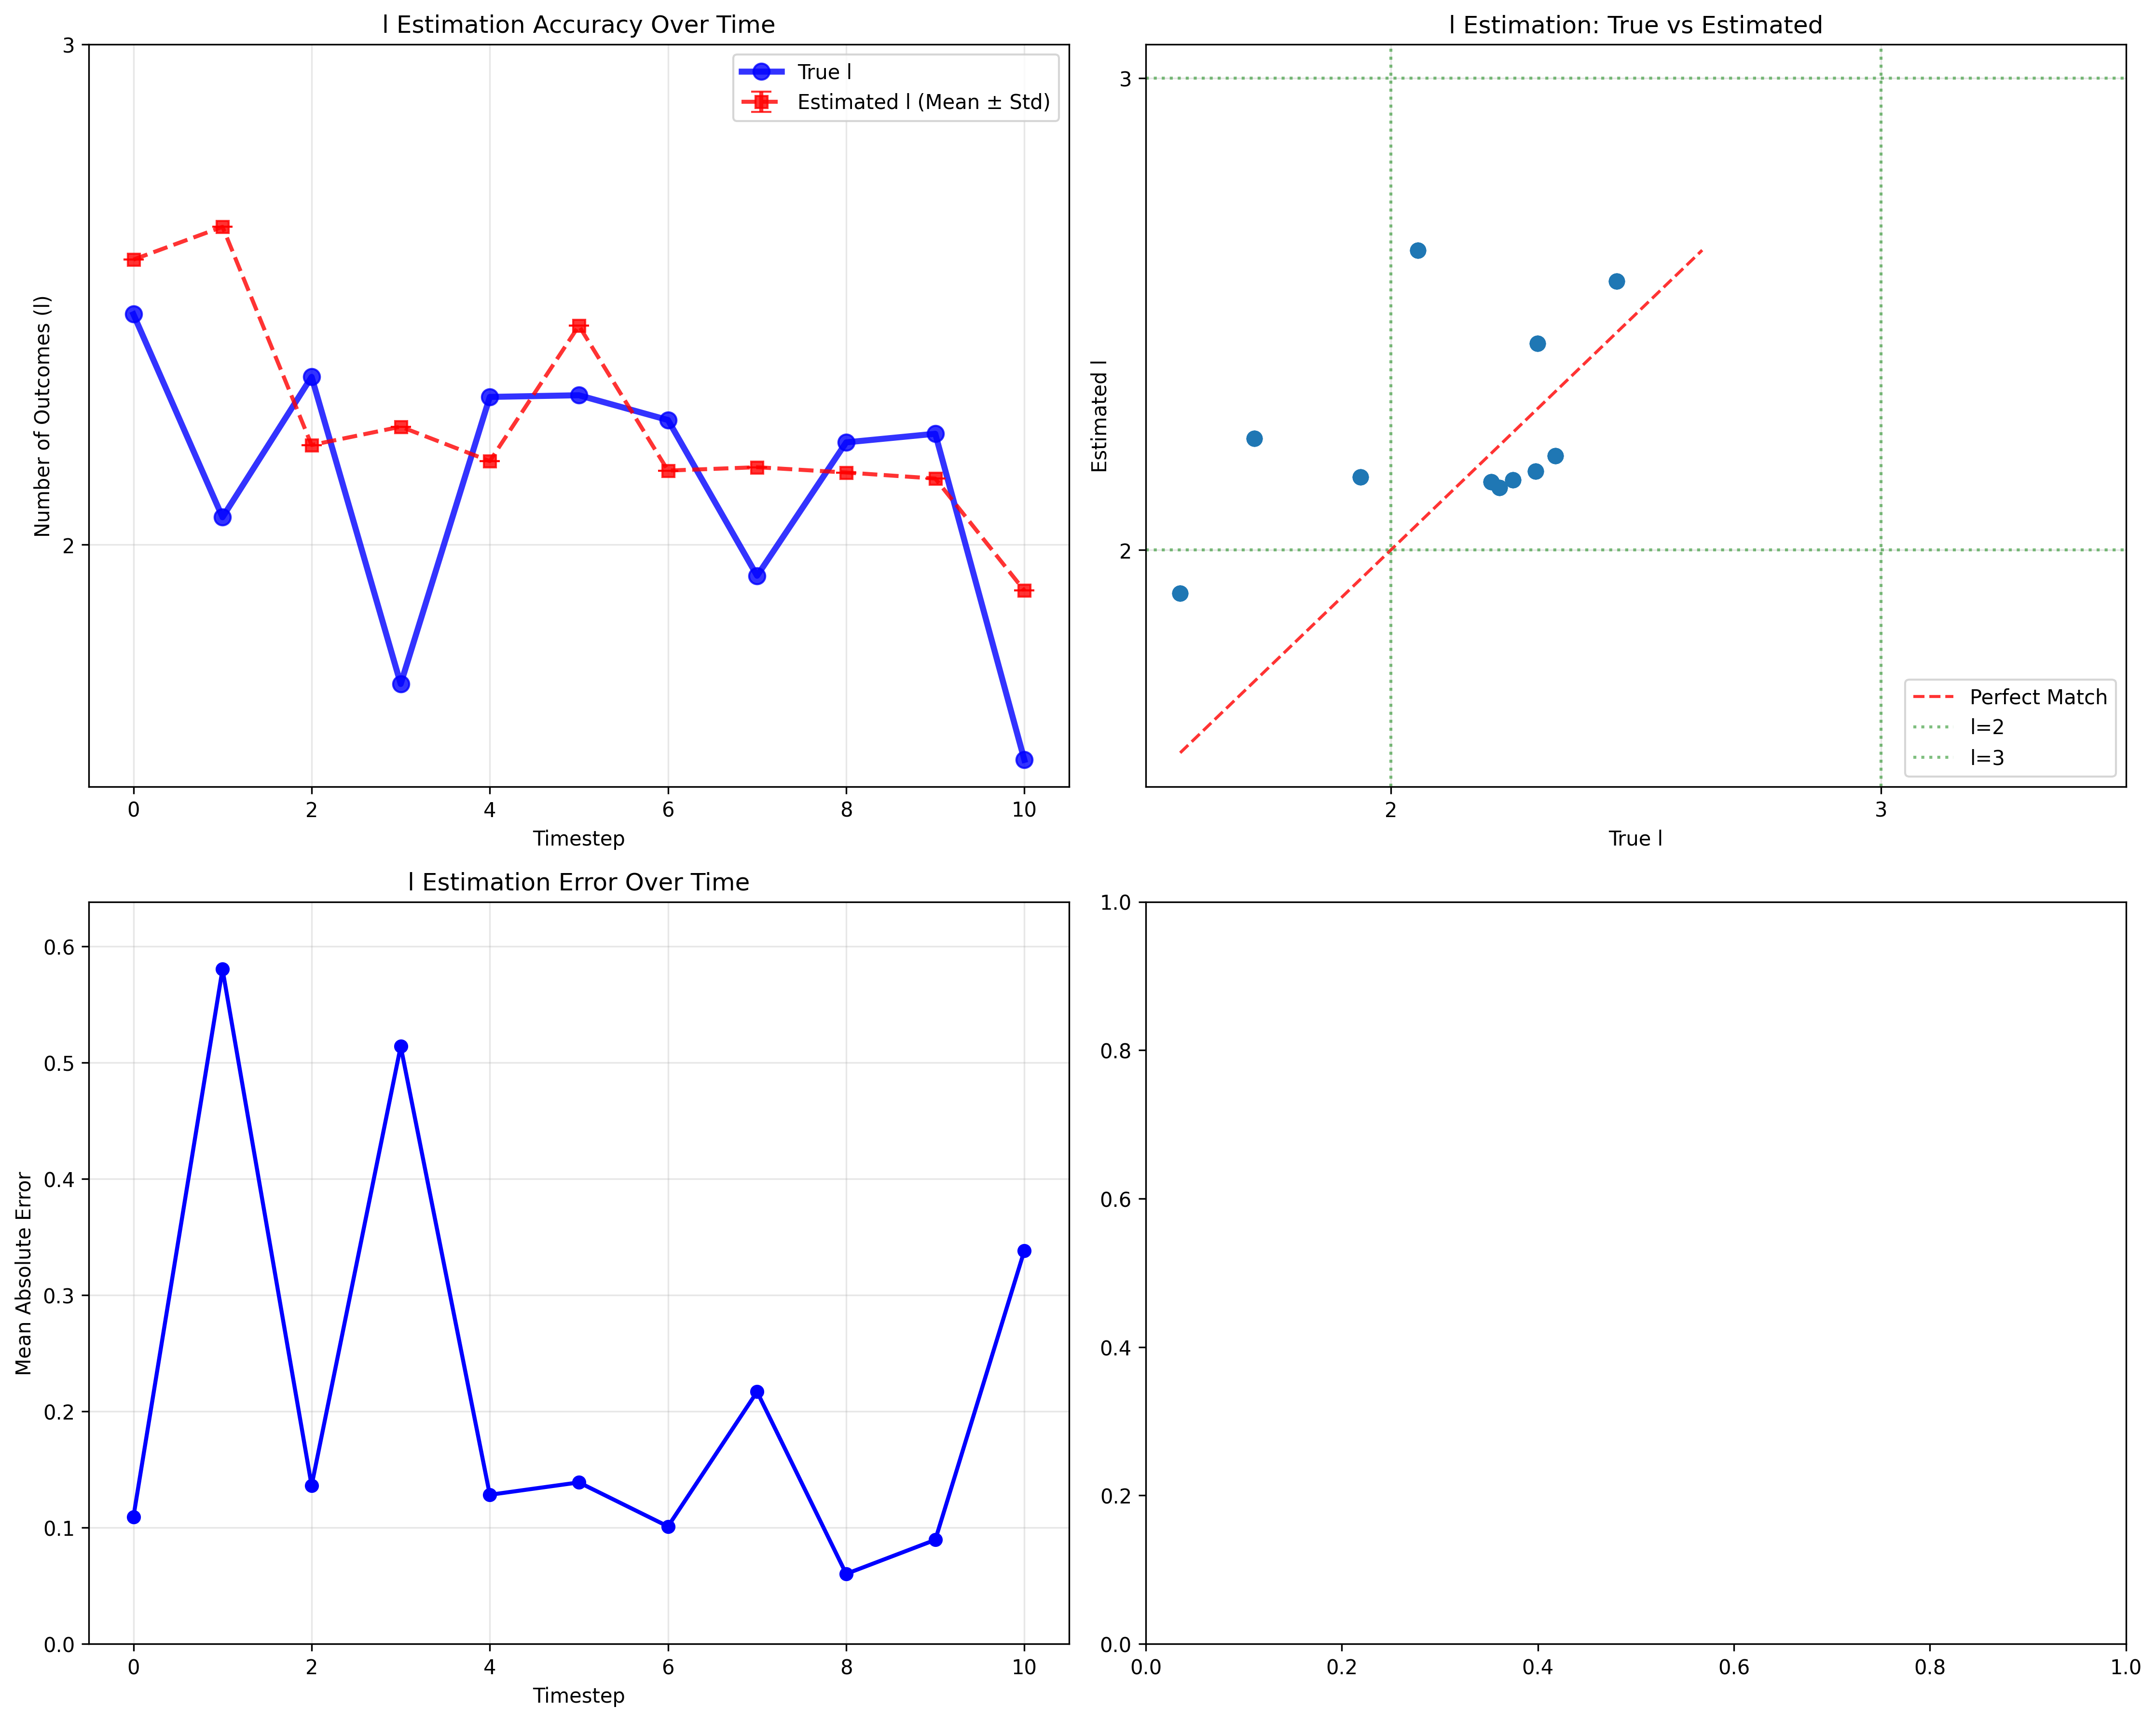 l Estimation Accuracy Over Time
True l
Estimated l (Mean ± Std)
Number of Outcomes (l)
3
2
0
2
4
6
8
10
Timestep
l Estimation: True vs Estimated
Estimated l
3
2
2
3
True l
Perfect Match
l=2
l=3
l Estimation Error Over Time
Mean Absolute Error
0.6
0.5
0.4
0.3
0.2
0.1
0.0
0
2
4
6
8
10
Timestep
1.0
0.8
0.6
0.4
0.2
0.0
0.0
0.2
0.4
0.6
0.8
1.0